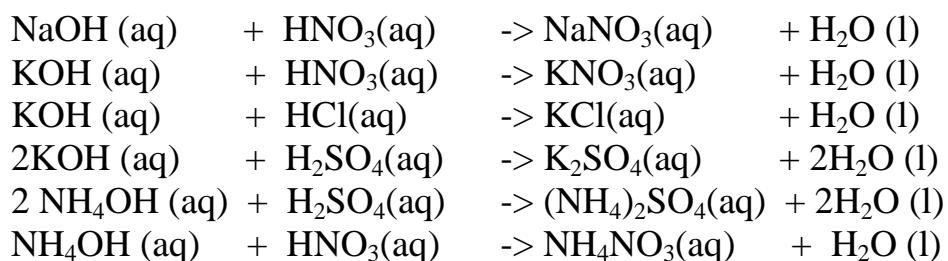 NaOH (aq) + HNO₃(aq) -> NaNO₃(aq) + H₂O (l)
KOH (aq) + HNO₃(aq) -> KNO₃(aq) + H₂O (l)
KOH (aq) + HCl(aq) -> KCl(aq) + H₂O (l)
2KOH (aq) + H₂SO₄(aq) -> K₂SO₄(aq) + 2H₂O (l)
2 NH₄OH (aq) + H₂SO₄(aq) -> (NH₄)₂SO₄(aq) + 2H₂O (l)
NH₄OH (aq) + HNO₃(aq) -> NH₄NO₃(aq) + H₂O (l)